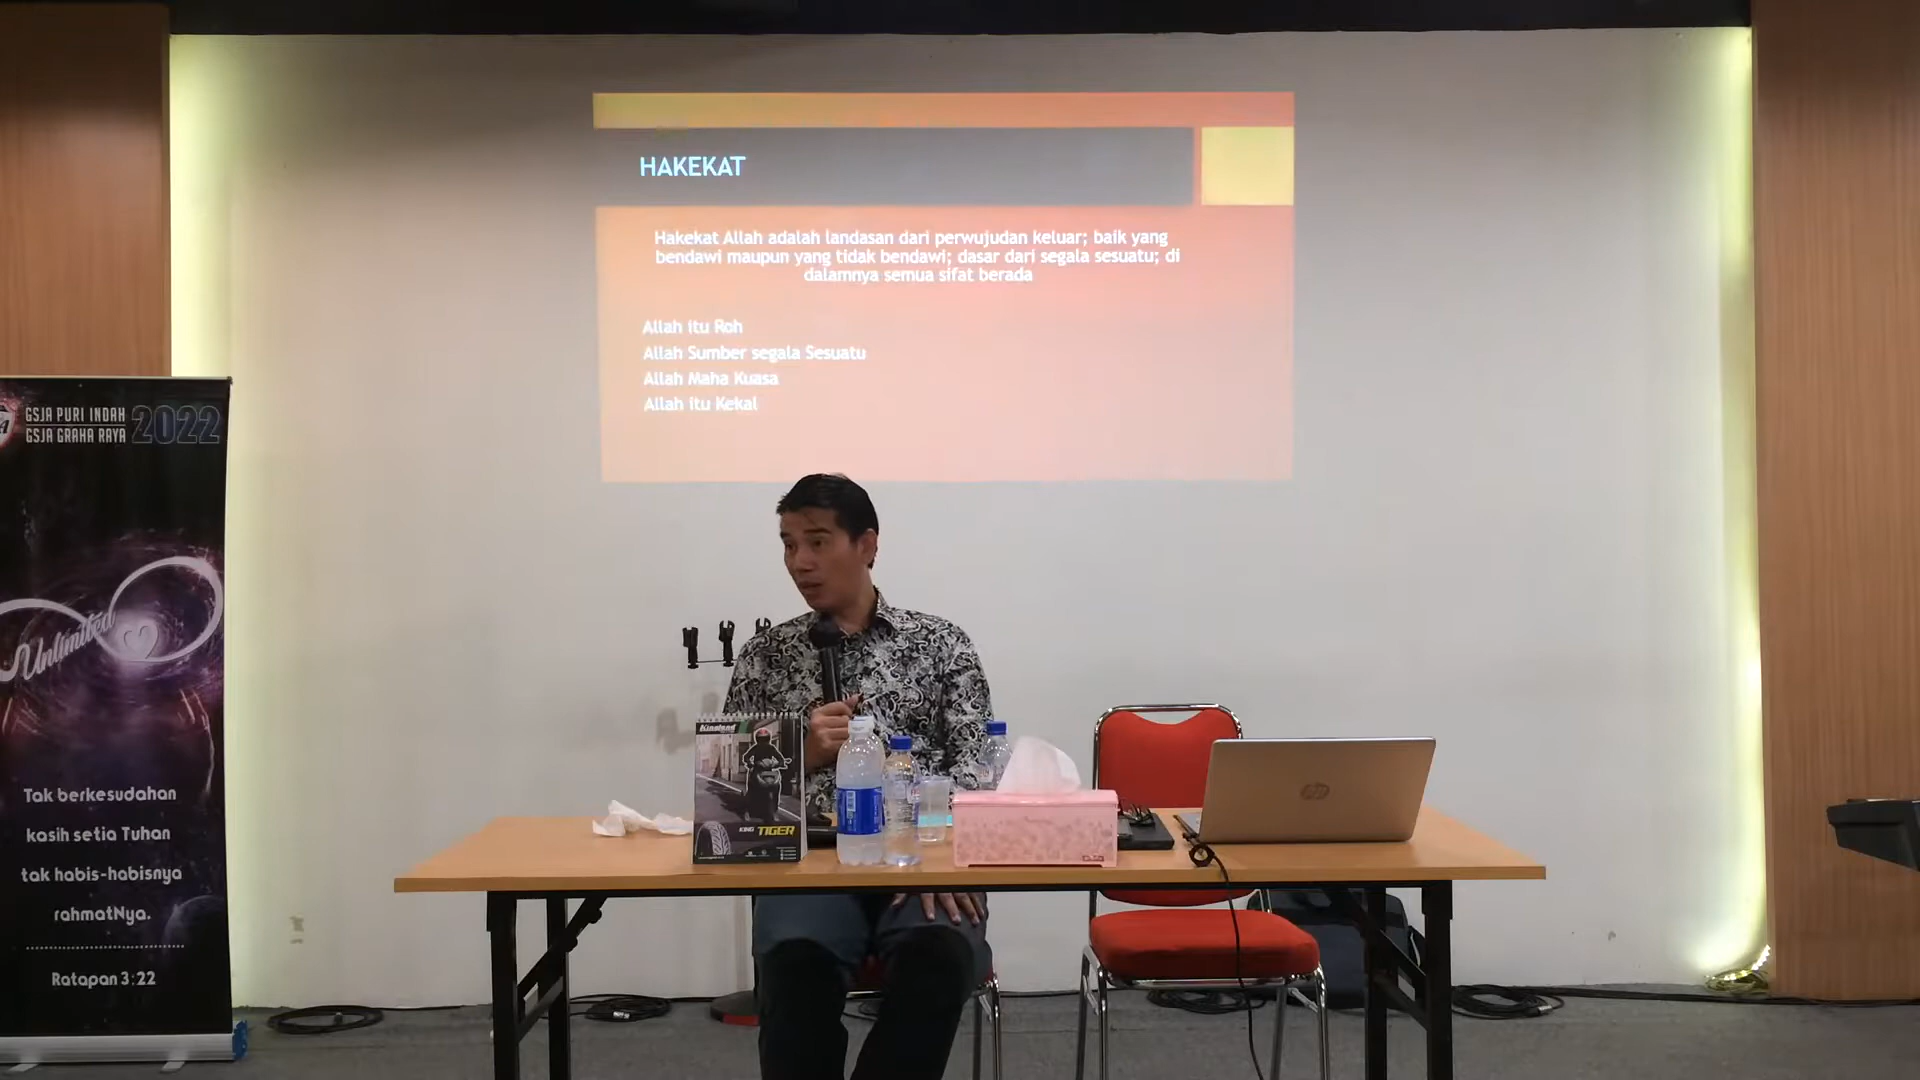 HAKEKAT
Hakekat Allah adalah landasan dari perwujudan keluar; baik yang
bendawi maupun yang tidak bendawi; dasar dari segala sesuatu; di
dalamnya semua sifat berada
Allah itu Roh
Allah Sumber segala Sesuatu
Allah Maha Kuasa
Allah itu Kekal
GSJA PURI INDAH
GSJA GRAHA RAYA
2022
Unlimited
Tak berkesudahan
kasih setia Tuhan
tak habis-habisnya
rahmatNya.
Ratapan 3:22
Kingland
KING TIGER
hp